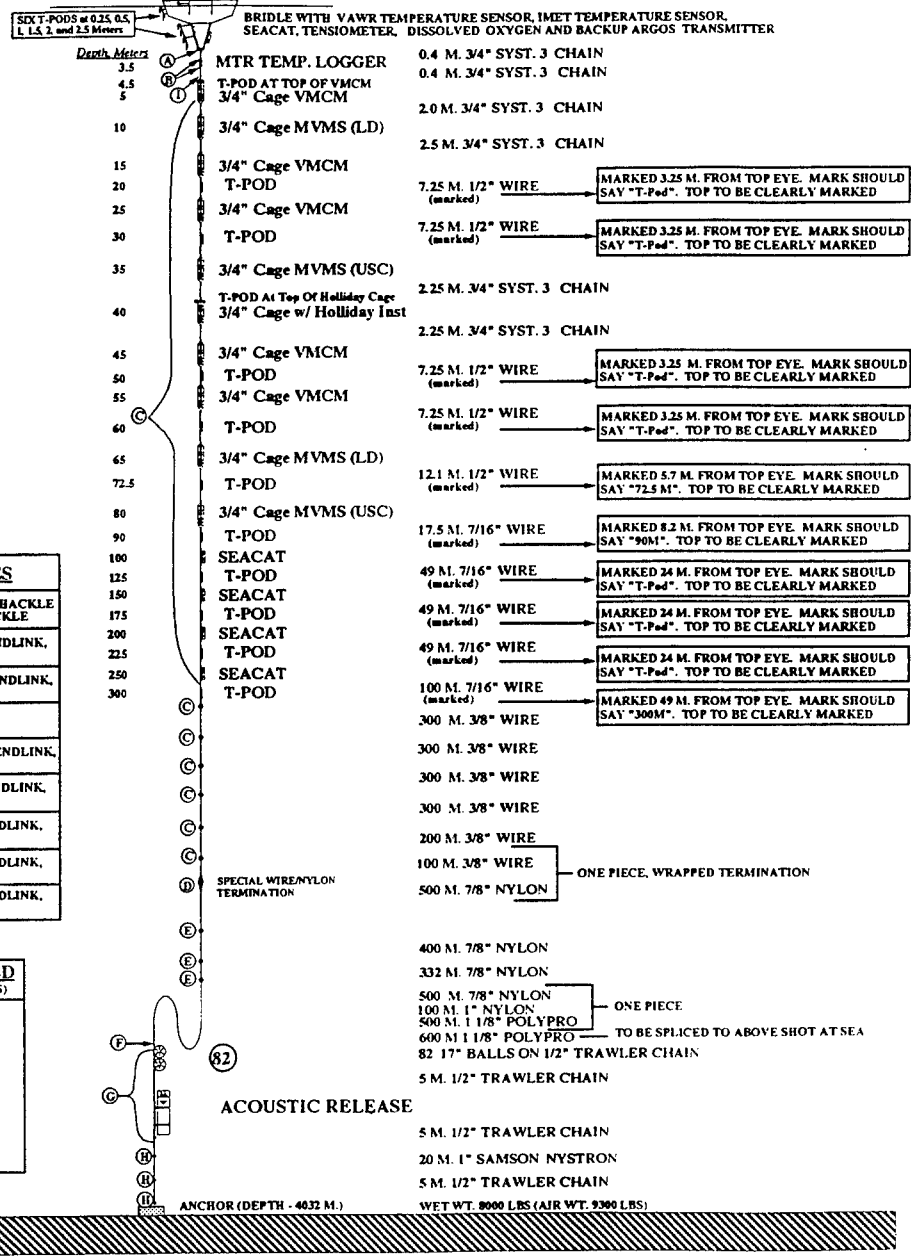 SIX T-PODS at 0.25, 0.5,
1, 1.5, 2, and 2.5 Meters
BRIDLE WITH VAWR TEMPERATURE SENSOR, IMET TEMPERATURE SENSOR,
SEACAT, TENSIOMETER, DISSOLVED OXYGEN AND BACKUP ARGOS TRANSMITTER
Depth, Meters
A
0.4 M. 3/4" SYST. 3 CHAIN
3.5 B MTR TEMP. LOGGER
0.4 M. 3/4" SYST. 3 CHAIN
4.5 T-POD AT TOP OF VMCM
5 I 3/4" Cage VMCM
2.0 M. 3/4" SYST. 3 CHAIN
10 3/4" Cage MVMS (LD)
2.5 M. 3/4" SYST. 3 CHAIN
15 3/4" Cage VMCM
20 T-POD 7.25 M. 1/2" WIRE
(marked)
MARKED 3.25 M. FROM TOP EYE. MARK SHOULD
SAY "T-Pod". TOP TO BE CLEARLY MARKED
25 3/4" Cage VMCM
30 T-POD 7.25 M. 1/2" WIRE
(marked)
MARKED 3.25 M. FROM TOP EYE. MARK SHOULD
SAY "T-Pod". TOP TO BE CLEARLY MARKED
35 3/4" Cage MVMS (USC)
2.25 M. 3/4" SYST. 3 CHAIN
T-POD At Top Of Holliday Cage
40 3/4" Cage w/ Holliday Inst
2.25 M. 3/4" SYST. 3 CHAIN
45 3/4" Cage VMCM
50 T-POD 7.25 M. 1/2" WIRE
(marked)
MARKED 3.25 M. FROM TOP EYE. MARK SHOULD
SAY "T-Pod". TOP TO BE CLEARLY MARKED
55 3/4" Cage VMCM
C
60 T-POD 7.25 M. 1/2" WIRE
(marked)
MARKED 3.25 M. FROM TOP EYE. MARK SHOULD
SAY "T-Pod". TOP TO BE CLEARLY MARKED
65 3/4" Cage MVMS (LD)
72.5 T-POD 12.1 M. 1/2" WIRE
(marked)
MARKED 5.7 M. FROM TOP EYE. MARK SHOULD
SAY "72.5 M". TOP TO BE CLEARLY MARKED
80 3/4" Cage MVMS (USC)
90 T-POD 17.5 M. 7/16" WIRE
(marked)
MARKED 8.2 M. FROM TOP EYE. MARK SHOULD
SAY "90M". TOP TO BE CLEARLY MARKED
100 SEACAT
125 T-POD 49 M. 7/16" WIRE
(marked)
MARKED 24 M. FROM TOP EYE. MARK SHOULD
SAY "T-Pod". TOP TO BE CLEARLY MARKED
150 SEACAT
175 T-POD 49 M. 7/16" WIRE
(marked)
MARKED 24 M. FROM TOP EYE. MARK SHOULD
SAY "T-Pod". TOP TO BE CLEARLY MARKED
200 SEACAT
225 T-POD 49 M. 7/16" WIRE
(marked)
MARKED 24 M. FROM TOP EYE. MARK SHOULD
SAY "T-Pod". TOP TO BE CLEARLY MARKED
250 SEACAT
300 T-POD 100 M. 7/16" WIRE
(marked)
MARKED 49 M. FROM TOP EYE. MARK SHOULD
SAY "300M". TOP TO BE CLEARLY MARKED
C 300 M. 3/8" WIRE
C 300 M. 3/8" WIRE
C 300 M. 3/8" WIRE
C 300 M. 3/8" WIRE
C 200 M. 3/8" WIRE
C 100 M. 3/8" WIRE
ONE PIECE, WRAPPED TERMINATION
D SPECIAL WIRE/NYLON
TERMINATION
500 M. 7/8" NYLON
E 400 M. 7/8" NYLON
E 332 M. 7/8" NYLON
E 500 M. 7/8" NYLON
100 M. 1" NYLON
ONE PIECE
500 M. 1 1/8" POLYPRO
600 M 1 1/8" POLYPRO TO BE SPLICED TO ABOVE SHOT AT SEA
F 82 82 17" BALLS ON 1/2" TRAWLER CHAIN
5 M. 1/2" TRAWLER CHAIN
G ACOUSTIC RELEASE
5 M. 1/2" TRAWLER CHAIN
H 20 M. 1" SAMSON NYSTRON
H 5 M. 1/2" TRAWLER CHAIN
H ANCHOR (DEPTH - 4032 M.) WET WT. 8000 LBS (AIR WT. 9300 LBS)
S
HACKLE
KLE
NDLINK,
NDLINK,
ENDLINK,
DLINK,
DLINK,
DLINK,
DLINK,
D
S)